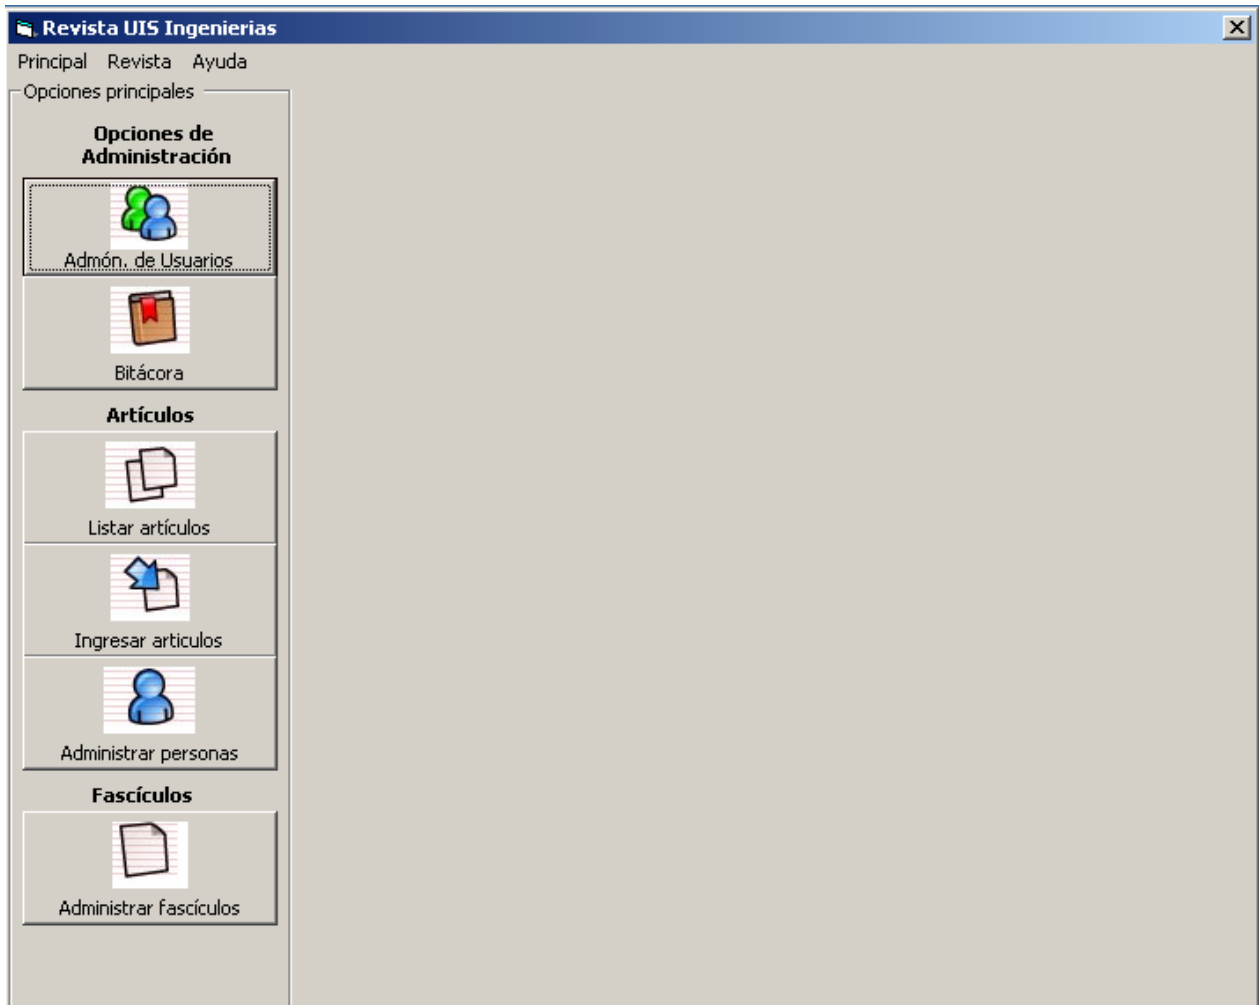 Revista UIS Ingenierias
Principal Revista Ayuda
Opciones principales
Opciones de
Administración
Admón. de Usuarios
Bitácora
Artículos
Listar artículos
Ingresar articulos
Administrar personas
Fascículos
Administrar fascículos